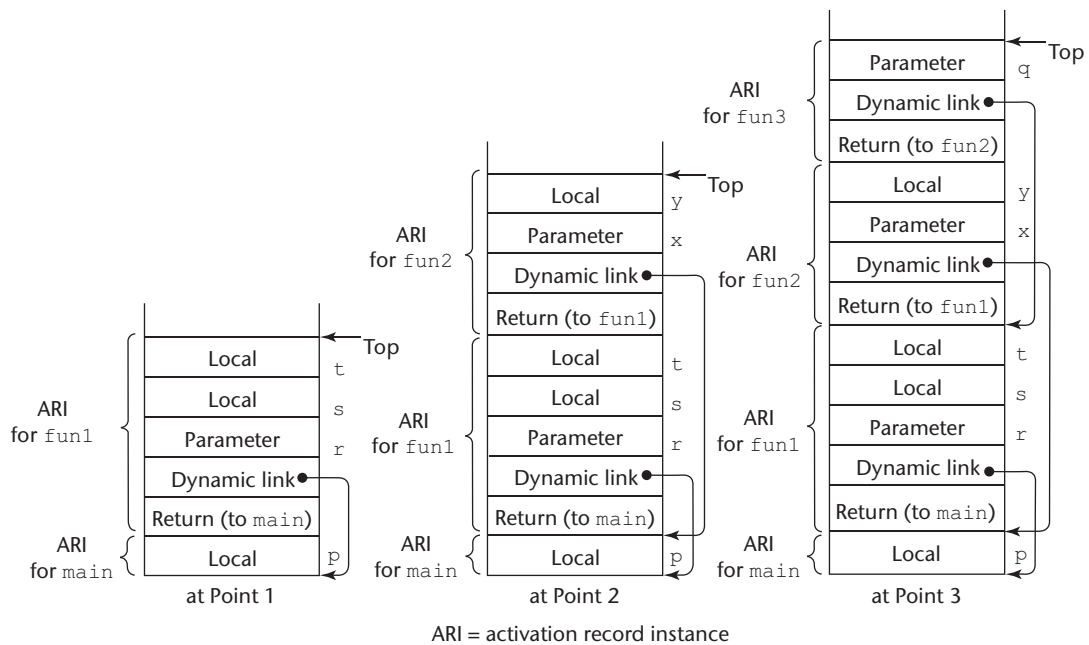 Top
Parameter q
ARI
for fun3
Dynamic link
Return (to fun2)
Local y
Parameter x
ARI
for fun2
Dynamic link
Return (to fun1)
Local t
Local s
ARI
for fun1
Parameter r
Dynamic link
Return (to main)
ARI
for main
Local p
at Point 3
Top
Local y
ARI
for fun2
Parameter x
Dynamic link
Return (to fun1)
Local t
Local s
ARI
for fun1
Parameter r
Dynamic link
Return (to main)
ARI
for main
Local p
at Point 2
Top
Local t
Local s
ARI
for fun1
Parameter r
Dynamic link
Return (to main)
ARI
for main
Local p
at Point 1
ARI = activation record instance